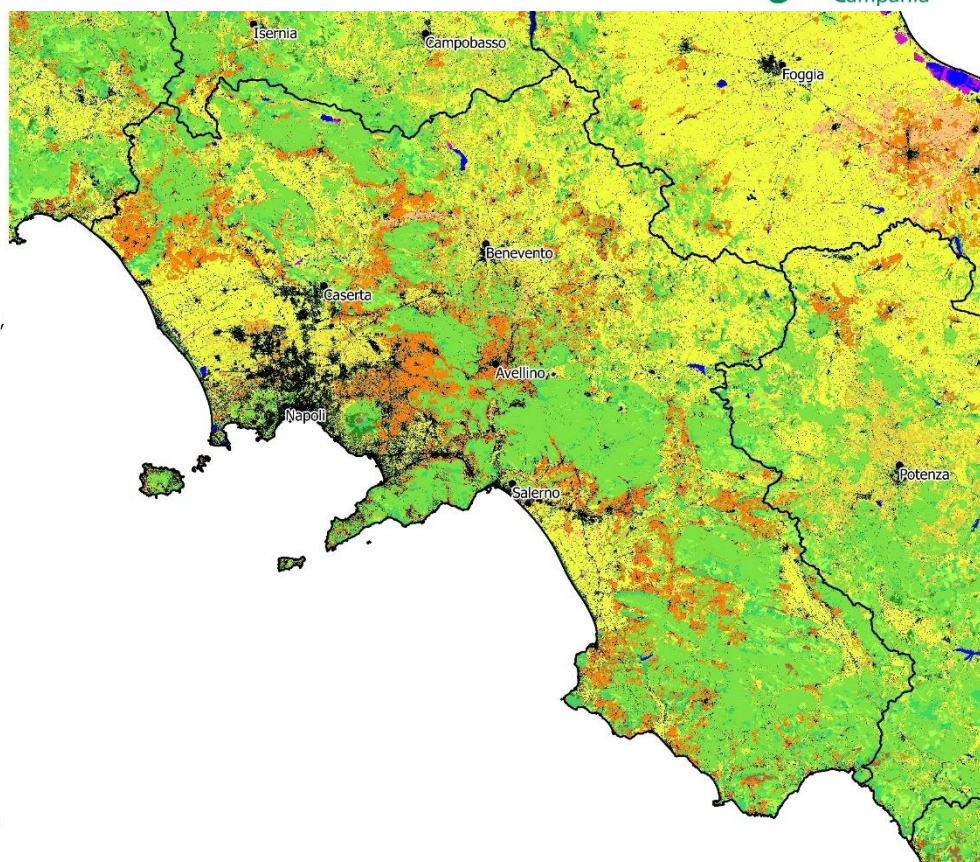 Campania
Isernia
Campobasso
Foggia
Benevento
Caserta
Avellino
Napoli
Potenza
Salerno